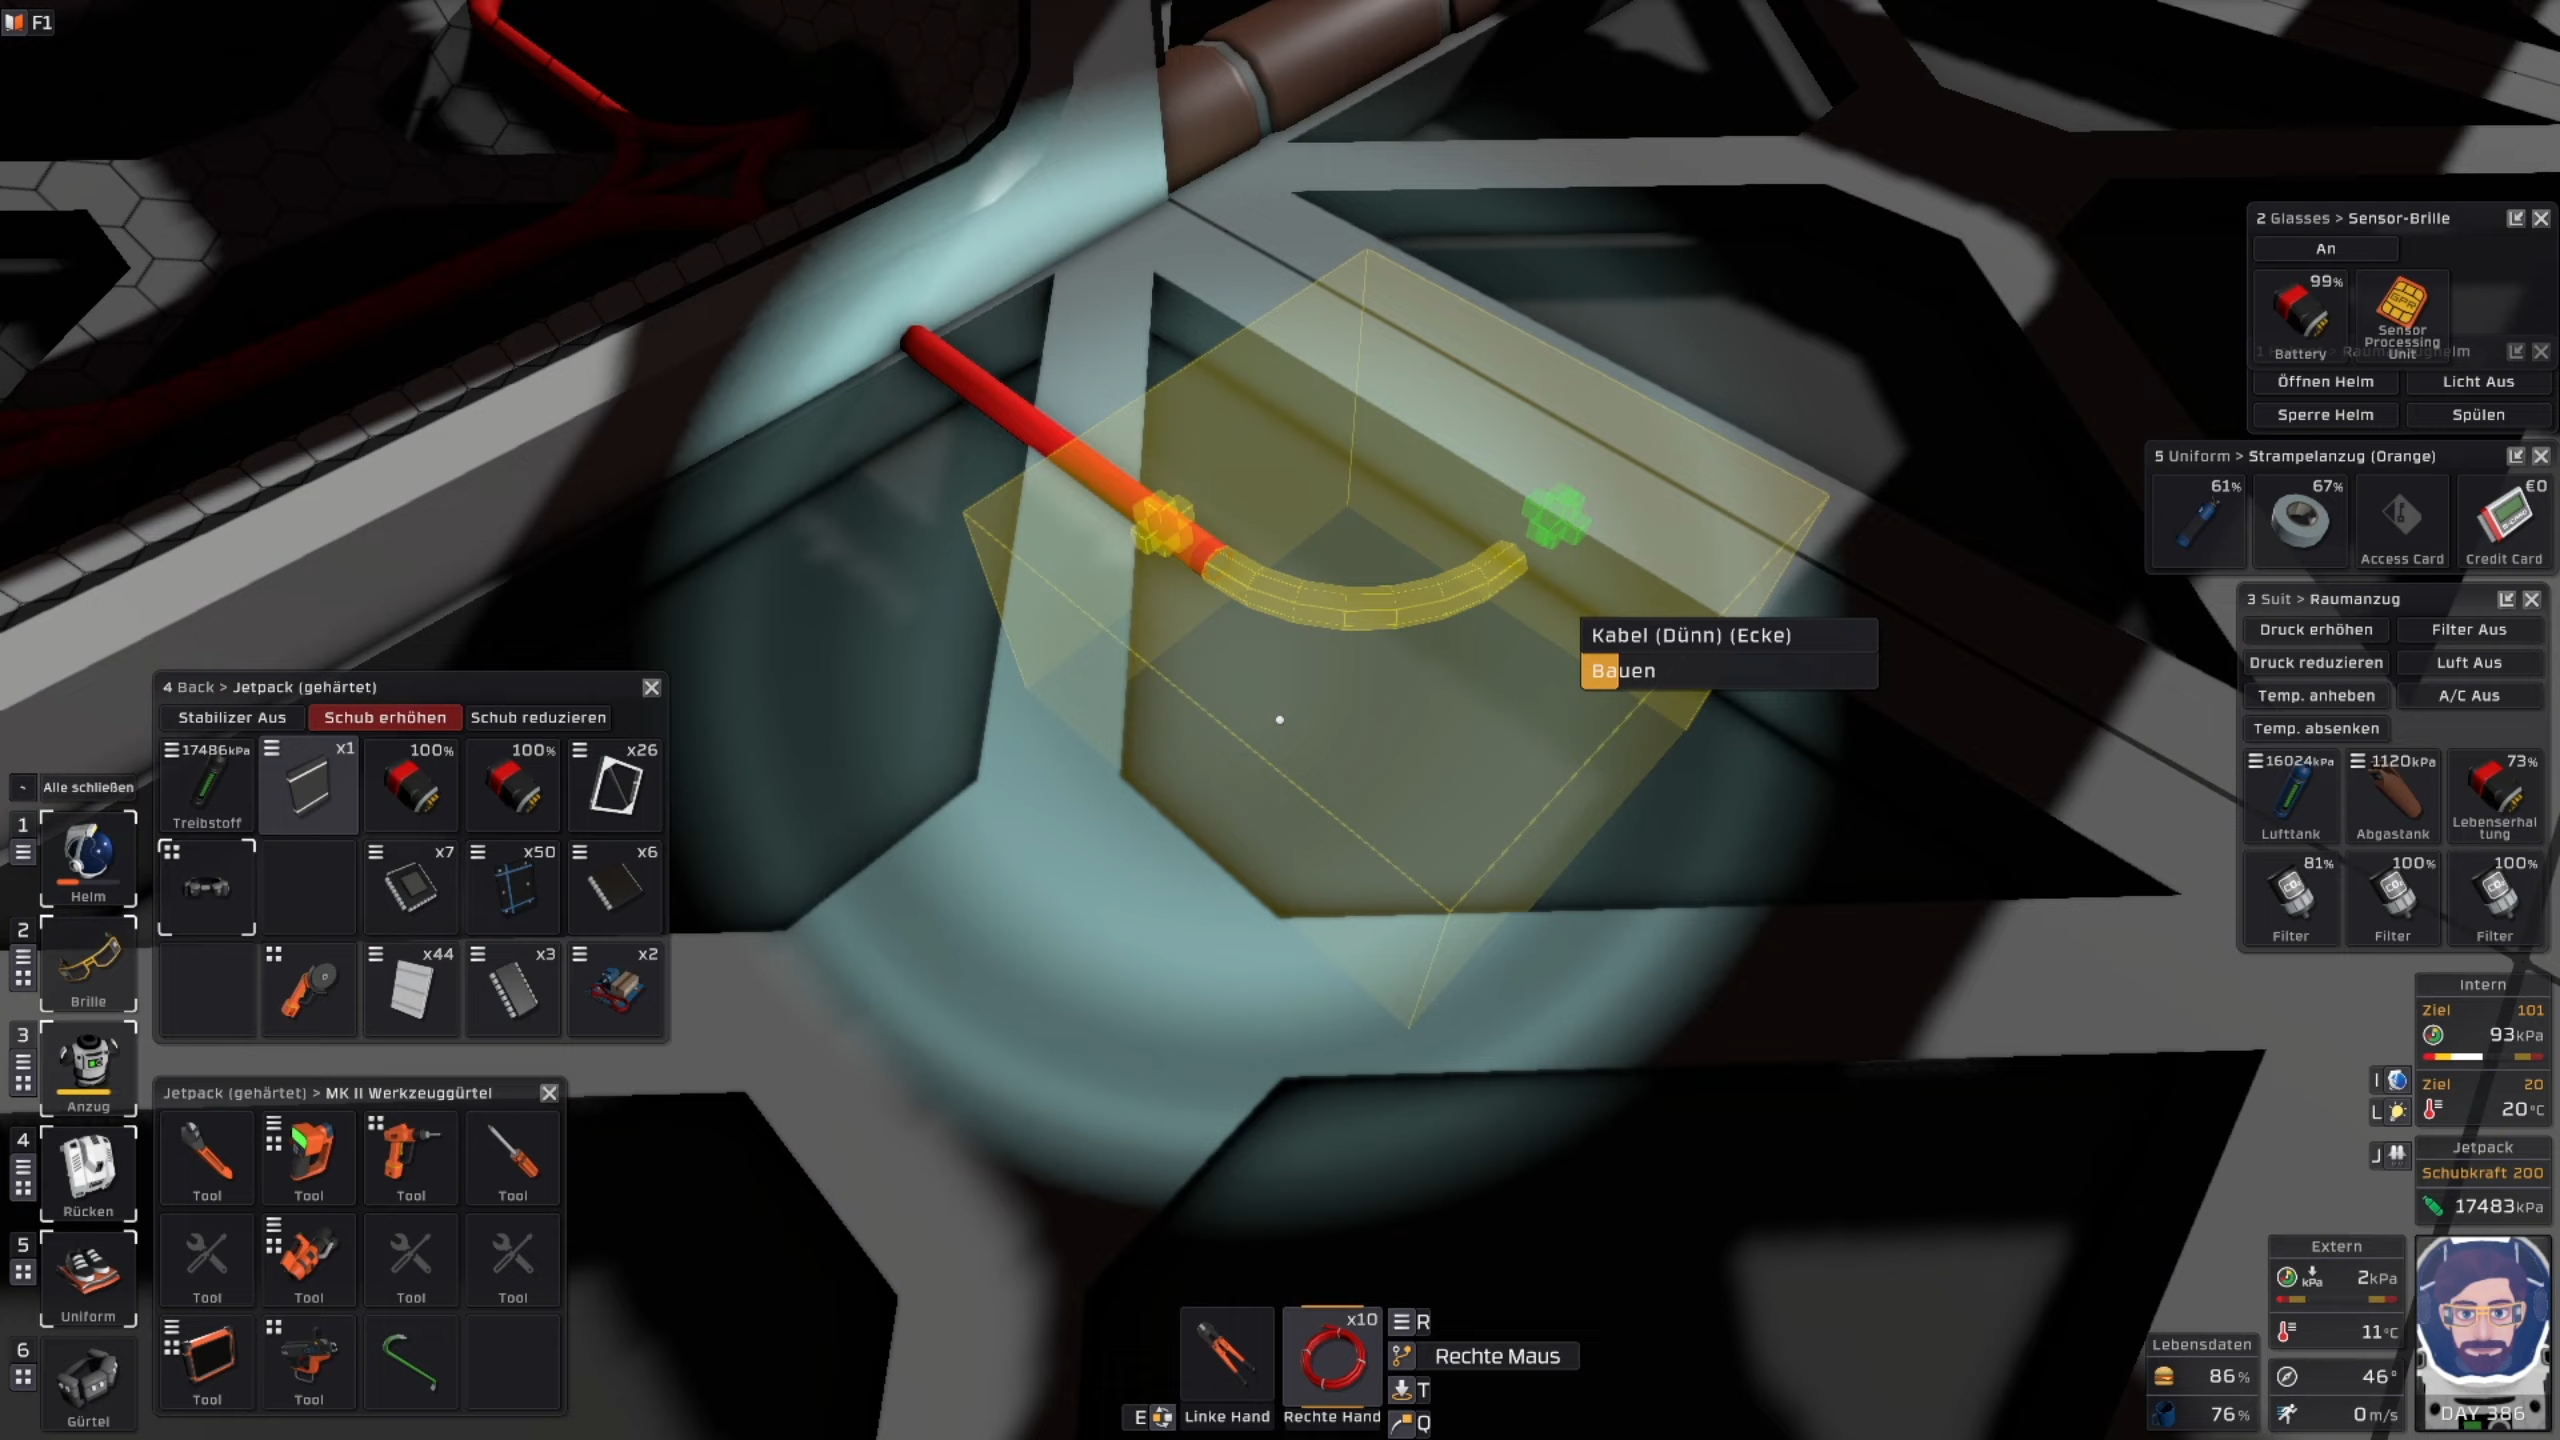 F1
2 Glasses > Sensor-Brille
An
99%
Battery
Sensor Processing Unit
Öffnen Helm
Licht Aus
Sperre Helm
Spülen
5 Uniform > Strampelanzug (Orange)
61%
67%
€0
Access Card
Credit Card
3 Suit > Raumanzug
Druck erhöhen
Filter Aus
Druck reduzieren
Luft Aus
Temp. anheben
A/C Aus
Temp. absenken
16024kPa
1120kPa
73%
Lufttank
Abgastank
Lebenserhaltung
81%
100%
100%
Filter
Filter
Filter
Kabel (Dünn) (Ecke)
Bauen
4 Back > Jetpack (gehärtet)
Stabilizer Aus
Schub erhöhen
Schub reduzieren
17486kPa
x1
100%
100%
x26
Treibstoff
x7
x50
x6
x44
x3
x2
Alle schließen
1
Helm
2
Brille
3
Anzug
4
Rücken
5
Uniform
6
Gürtel
Jetpack (gehärtet) > MK II Werkzeuggürtel
Tool
Tool
Tool
Tool
Tool
Tool
Tool
Tool
Tool
Tool
x10
R
Rechte Maus
T
E
Linke Hand
Rechte Hand
Q
Intern
Ziel 101
93kPa
I
Ziel 20
L
20°C
Jetpack
J
Schubkraft 200
17483kPa
Extern
kPa
2kPa
11°C
Lebensdaten
86%
46°
76%
0m/s
DAY 386